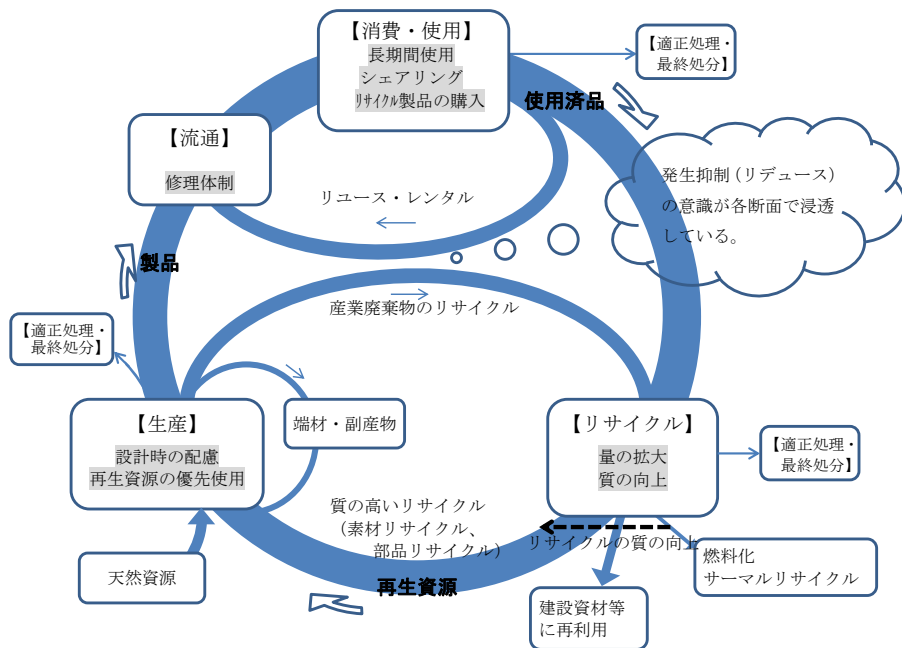 【消費・使用】
長期間使用
シェアリング
ﾘｻｲｸﾙ製品の購入
【適正処理・
最終処分】
使用済品
【流通】
修理体制
発生抑制（リデュース）
の意識が各断面で浸透
している。
リユース・レンタル
製品
産業廃棄物のリサイクル
【適正処理・
最終処分】
【生産】
設計時の配慮
再生資源の優先使用
端材・副産物
【リサイクル】
量の拡大
質の向上
【適正処理・
最終処分】
質の高いリサイクル
（素材リサイクル、
部品リサイクル）
リサイクルの質の向上
天然資源
再生資源
燃料化
サーマルリサイクル
建設資材等
に再利用